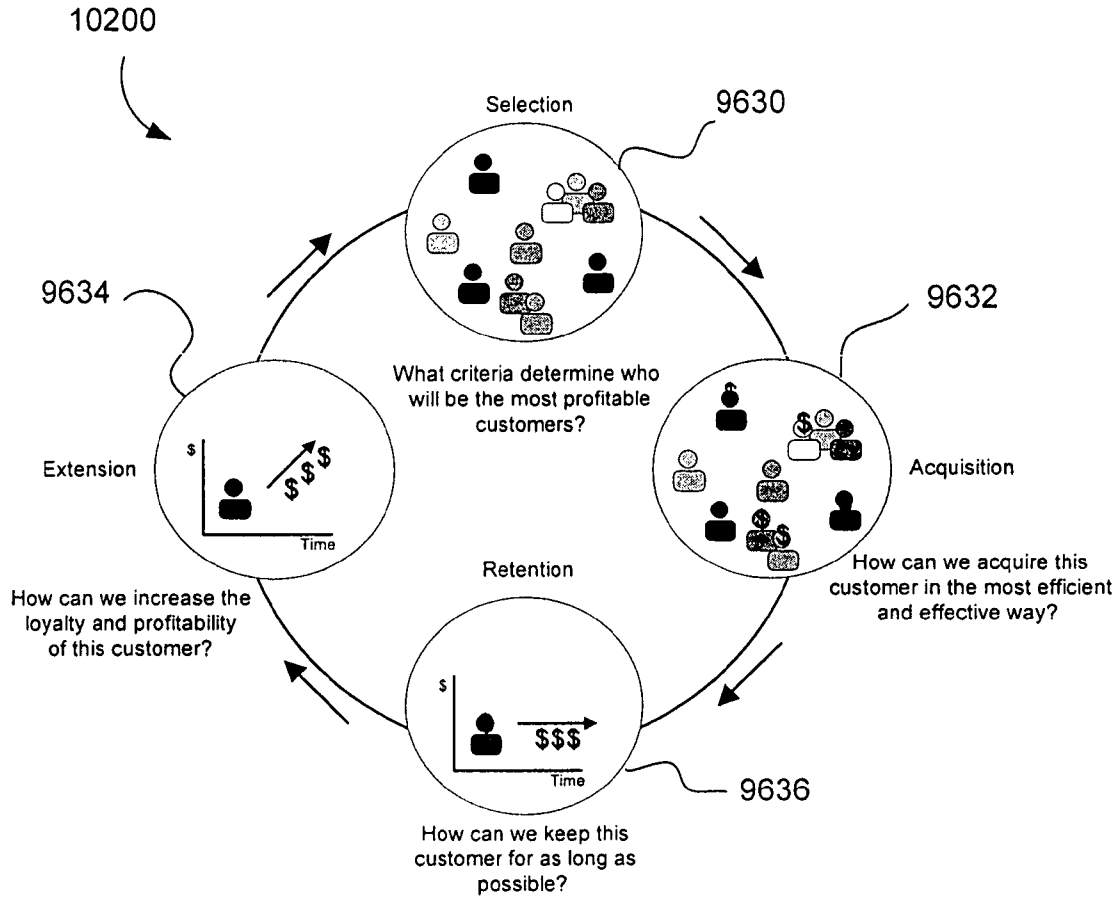 10200
Selection
9630
9634
9632
What criteria determine who
will be the most profitable
customers?
$
$
$
$
$
$
$
$
Extension
$ $ $
Time
Acquisition
How can we increase the
loyalty and profitability
of this customer?
Retention
How can we acquire this
customer in the most efficient
and effective way?
$
$$$
Time
9636
How can we keep this
customer for as long as
possible?